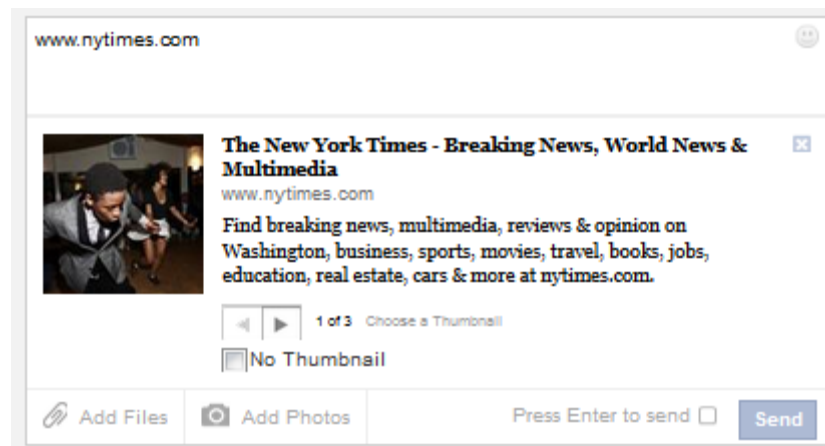 www.nytimes.com
The New York Times - Breaking News, World News &
Multimedia
www.nytimes.com
Find breaking news, multimedia, reviews & opinion on
Washington, business, sports, movies, travel, books, jobs,
education, real estate, cars & more at nytimes.com.
1 of 3 Choose a Thumbnail
No Thumbnail
Add Files Add Photos Press Enter to send Send